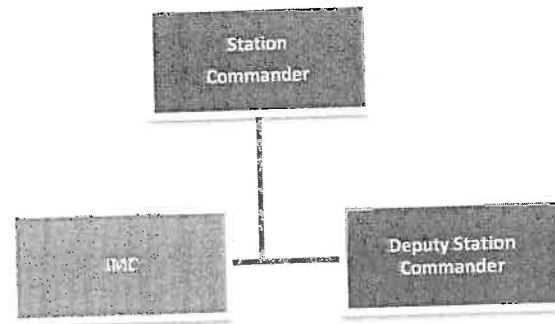 Station
Commander
IMC
Deputy Station
Commander